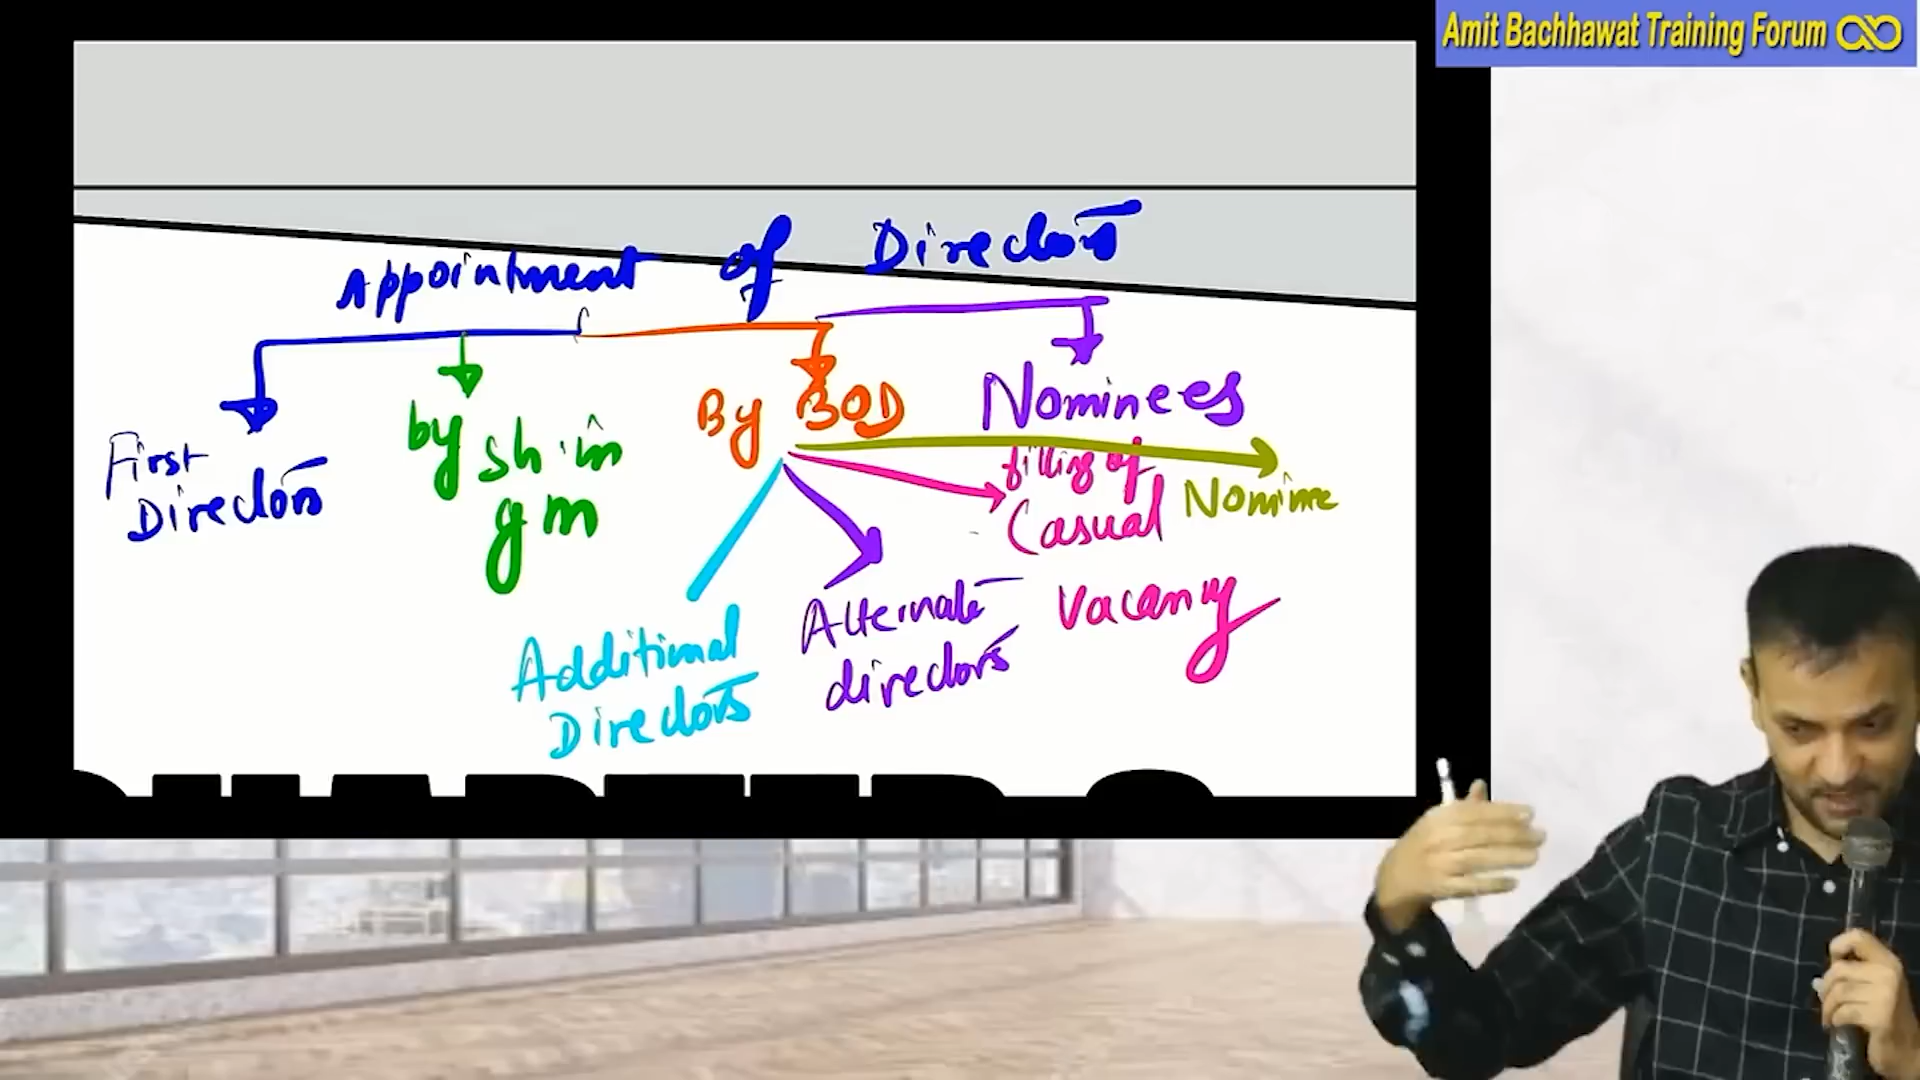 Amit Bachhawat Training Forum
Appointment of Directors
First
Directors
by sh. in
gm
By BOD
Nominees
filling of
Casual
Vacancy
Nominee
Additional
Directors
Alternate
directors